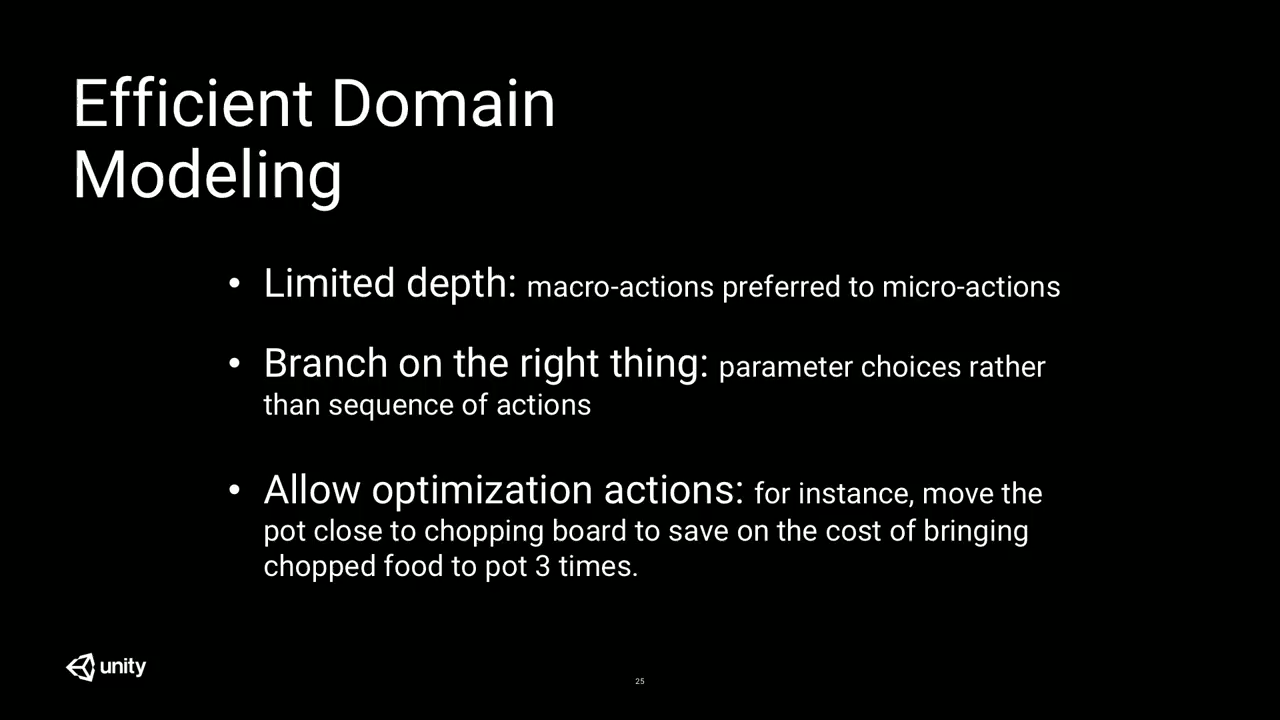 Efficient Domain
Modeling
• Limited depth: macro-actions preferred to micro-actions
• Branch on the right thing: parameter choices rather
than sequence of actions
• Allow optimization actions: for instance, move the
pot close to chopping board to save on the cost of bringing
chopped food to pot 3 times.
unity
25